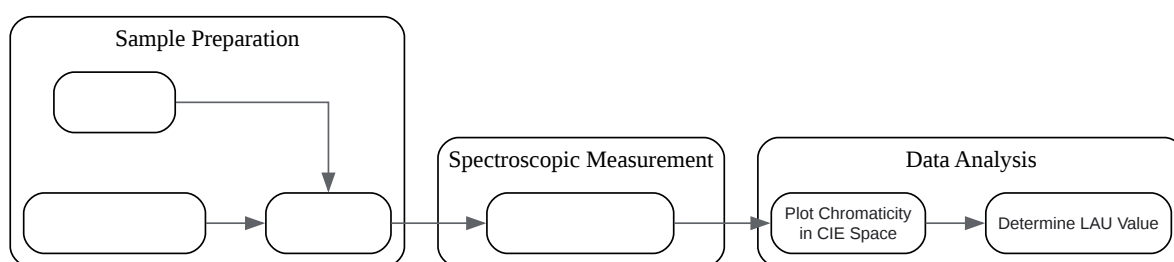 Sample Preparation
Spectroscopic Measurement
Data Analysis
Plot Chromaticity
in CIE Space
Determine LAU Value